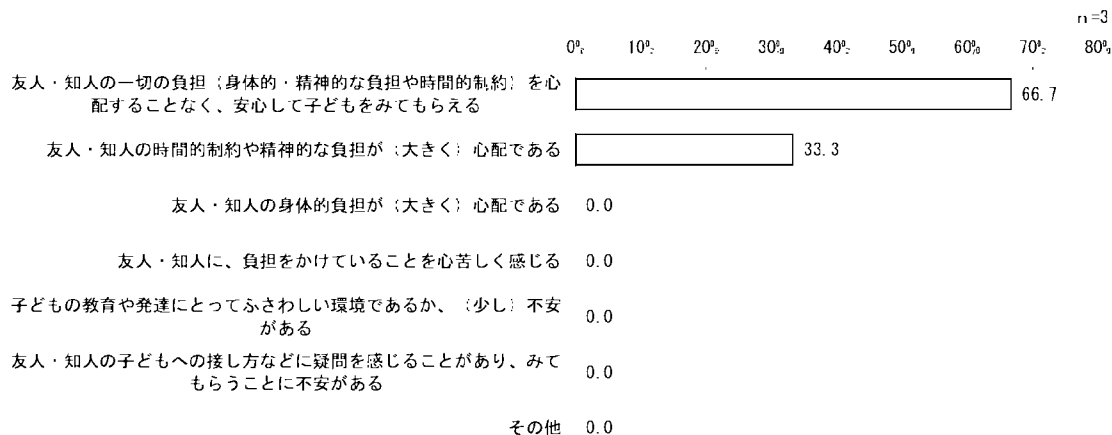 n=3
0% 10% 20% 30% 40% 50% 60% 70% 80%
友人・知人の一切の負担（身体的・精神的な負担や時間的制約）を心
配することなく、安心して子どもをみてもらえる
66.7
友人・知人の時間的制約や精神的な負担が（大きく）心配である
33.3
友人・知人の身体的負担が（大きく）心配である
0.0
友人・知人に、負担をかけていることを心苦しく感じる
0.0
子どもの教育や発達にとってふさわしい環境であるか、（少し）不安
がある
0.0
友人・知人の子どもへの接し方などに疑問を感じることがあり、みて
もらうことに不安がある
0.0
その他
0.0